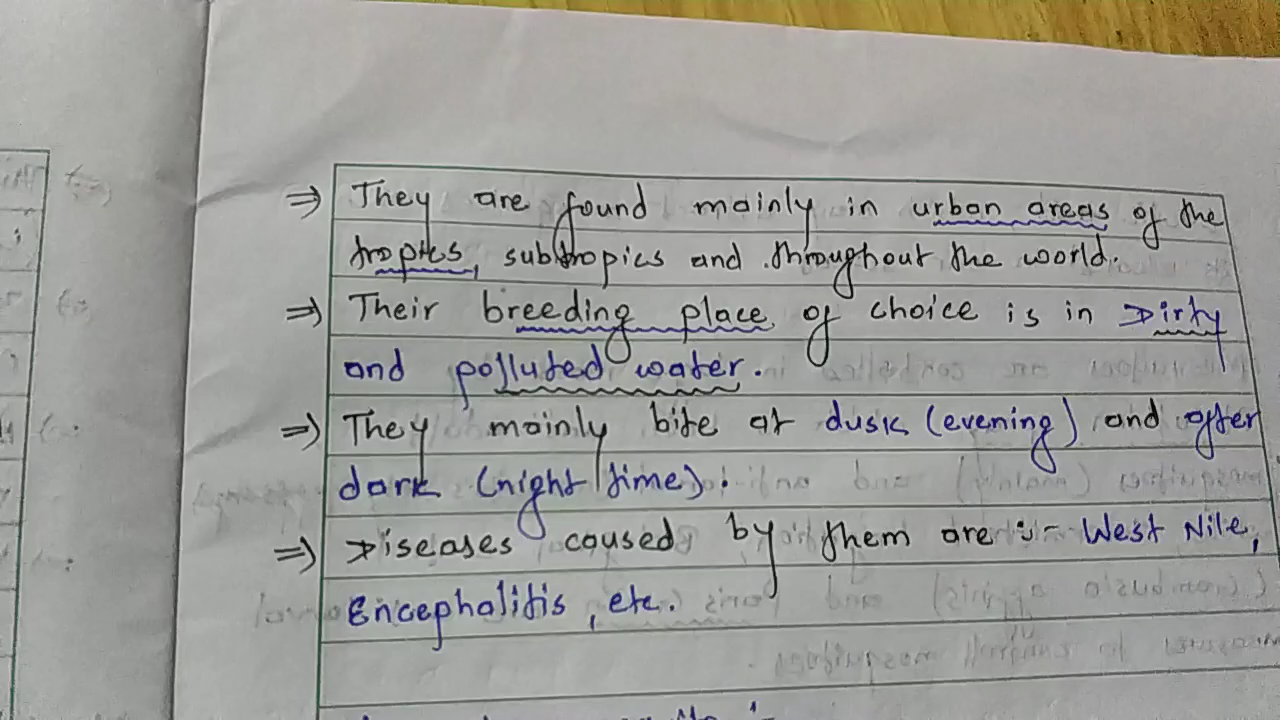 ⇒ They are found mainly in urban areas of the
tropics, subtropics and throughout the world.
⇒ Their breeding place of choice is in Dirty
and polluted water.
⇒ They mainly bite at dusk (evening) and after
dark (night time).
⇒ Diseases caused by them are :- West Nile,
Encephalitis, etc.